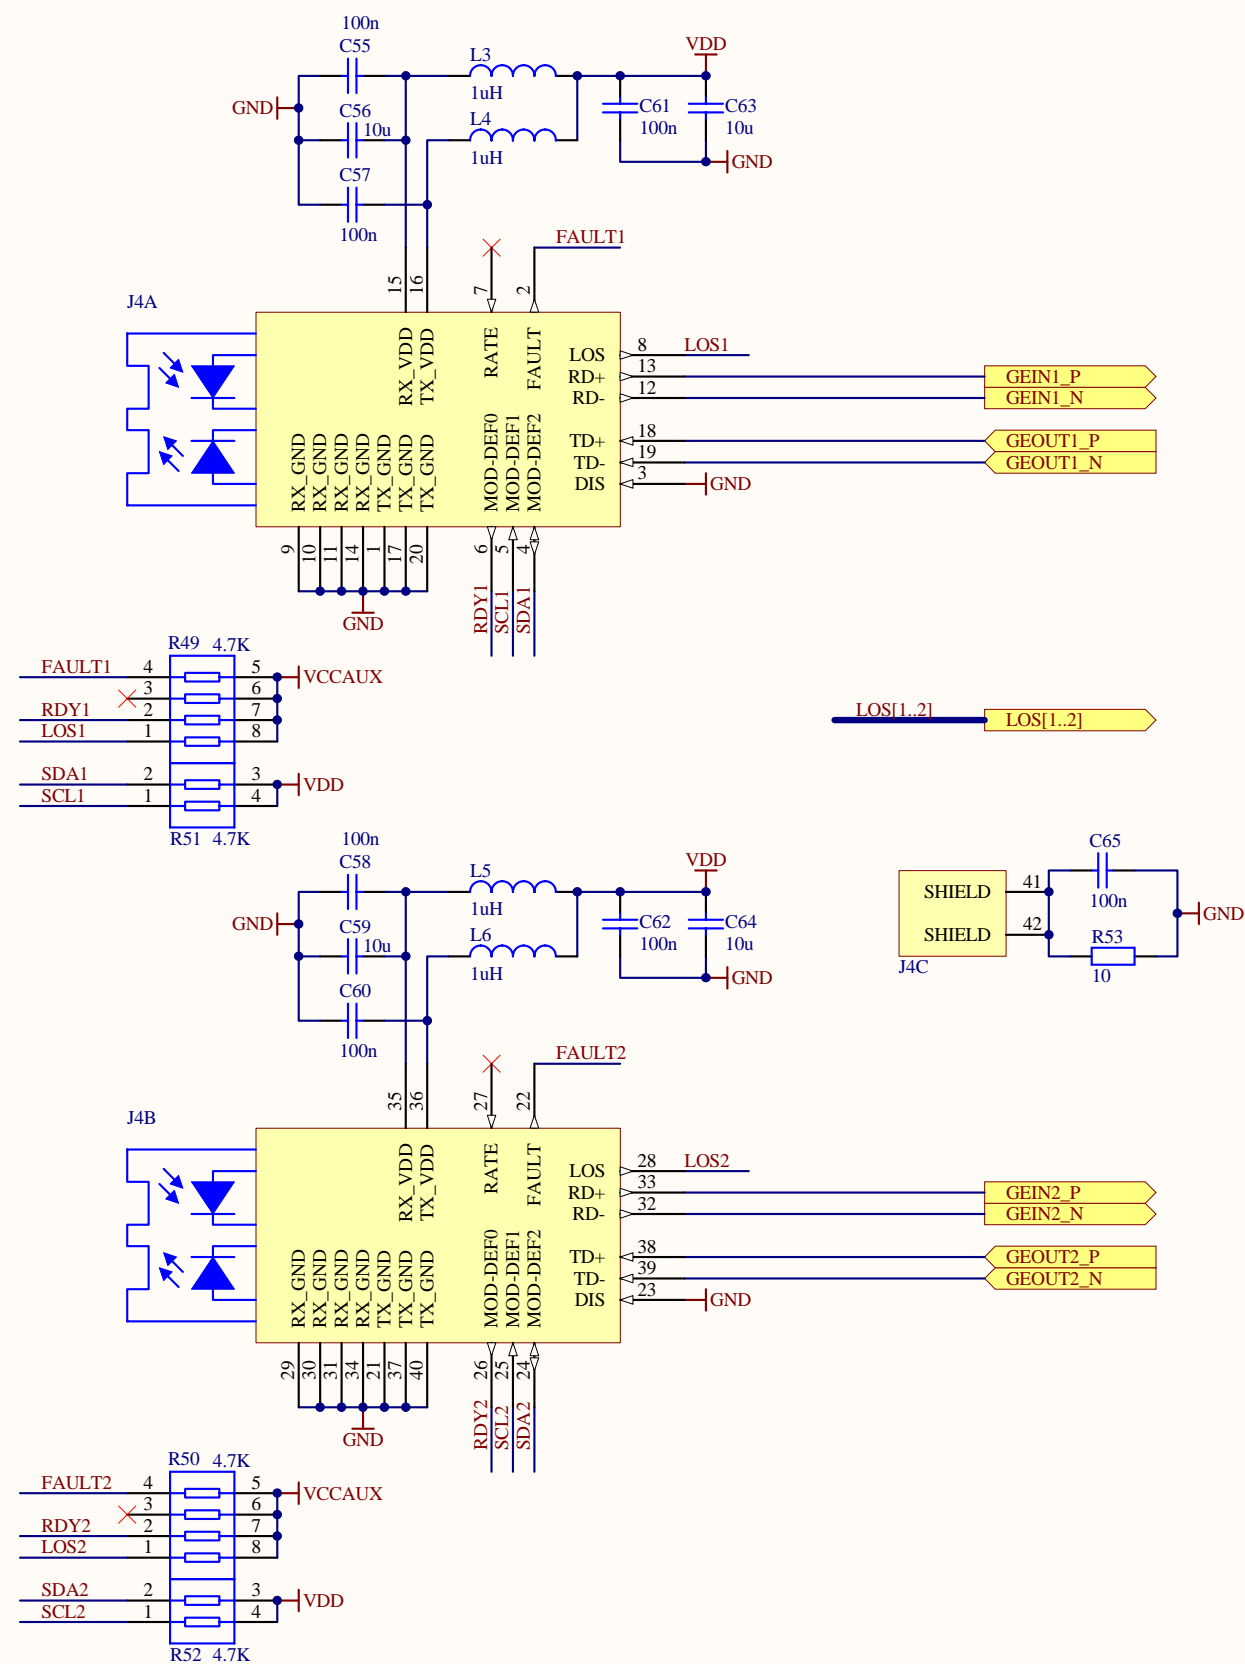 100n
C55
GND
C56
10u
C57
100n
L3
1uH
L4
1uH
VDD
C61
100n
C63
10u
GND
FAULT1
15
16
7
2
J4A
RX_VDD
TX_VDD
RATE
FAULT
LOS 8 LOS1
RD+ 13 GEIN1_P
RD- 12 GEIN1_N
TD+ 18 GEOUT1_P
TD- 19 GEOUT1_N
DIS 3 GND
RX_GND
RX_GND
RX_GND
RX_GND
TX_GND
TX_GND
TX_GND
MOD-DEF0
MOD-DEF1
MOD-DEF2
9
10
11
14
1
17
20
6
5
4
GND
RDY1
SCL1
SDA1
R49 4.7K
FAULT1 4 5 VCCAUX
3 6
RDY1 2 7
LOS1 1 8
SDA1 2 3 VDD
SCL1 1 4
R51 4.7K
LOS[1..2] LOS[1..2]
100n
C58
GND
C59
10u
C60
100n
L5
1uH
L6
1uH
VDD
C62
100n
C64
10u
GND
C65
100n
SHIELD 41
SHIELD 42
J4C
R53
10
GND
FAULT2
35
36
27
22
J4B
RX_VDD
TX_VDD
RATE
FAULT
LOS 28 LOS2
RD+ 33 GEIN2_P
RD- 32 GEIN2_N
TD+ 38 GEOUT2_P
TD- 39 GEOUT2_N
DIS 23 GND
RX_GND
RX_GND
RX_GND
RX_GND
TX_GND
TX_GND
TX_GND
MOD-DEF0
MOD-DEF1
MOD-DEF2
29
30
31
34
21
37
40
26
25
24
GND
RDY2
SCL2
SDA2
R50 4.7K
FAULT2 4 5 VCCAUX
3 6
RDY2 2 7
LOS2 1 8
SDA2 2 3 VDD
SCL2 1 4
R52 4.7K